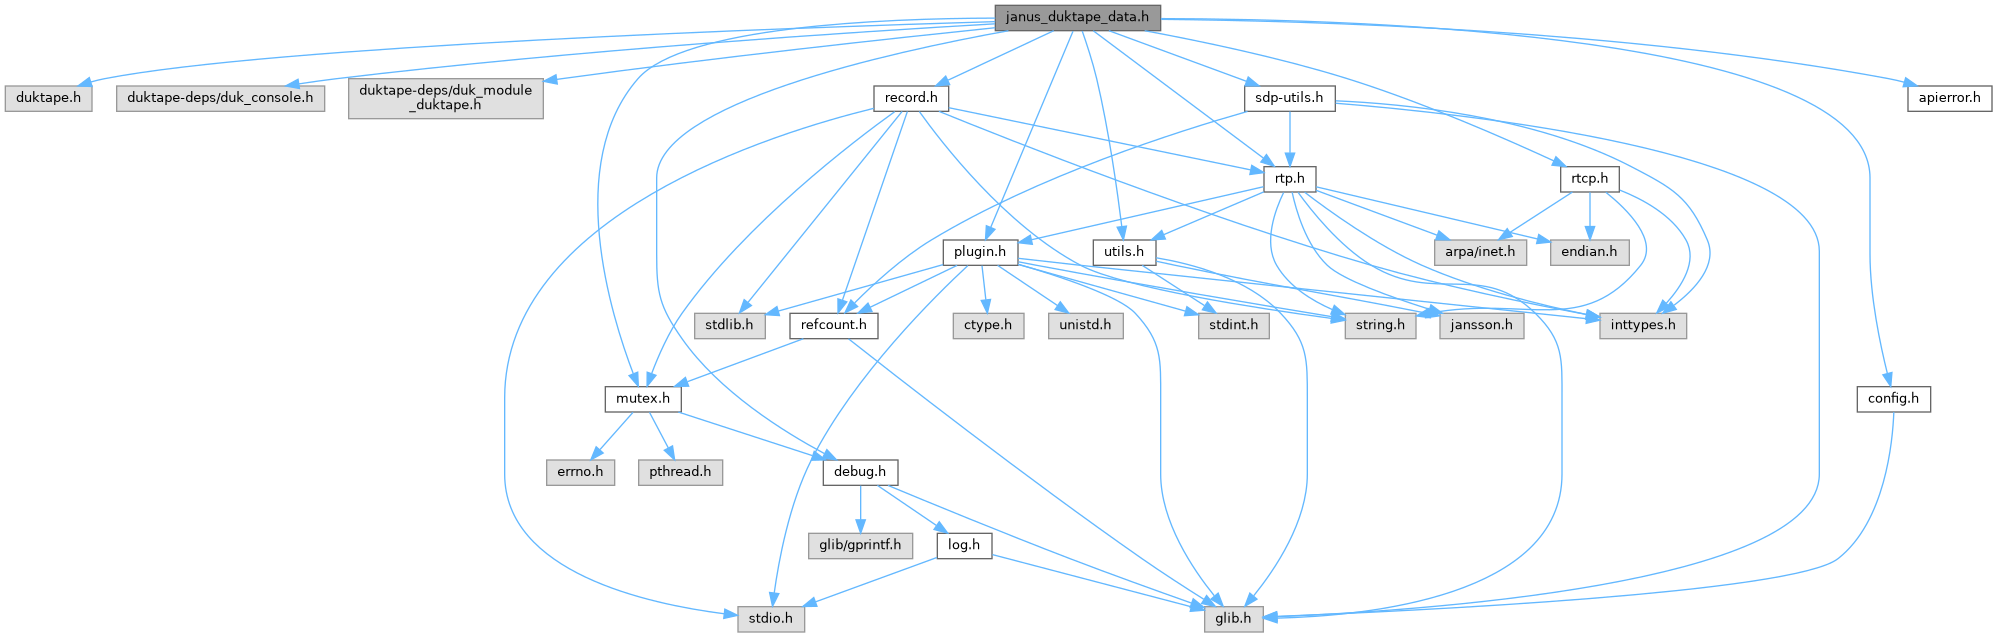 janus_duktape_data.h
duktape.h
duktape-deps/duk_console.h
duktape-deps/duk_module
_duktape.h
record.h
sdp-utils.h
apierror.h
rtp.h
rtcp.h
plugin.h
utils.h
arpa/inet.h
endian.h
stdlib.h
refcount.h
ctype.h
unistd.h
stdint.h
string.h
jansson.h
inttypes.h
mutex.h
config.h
errno.h
pthread.h
debug.h
glib/gprintf.h
log.h
stdio.h
glib.h